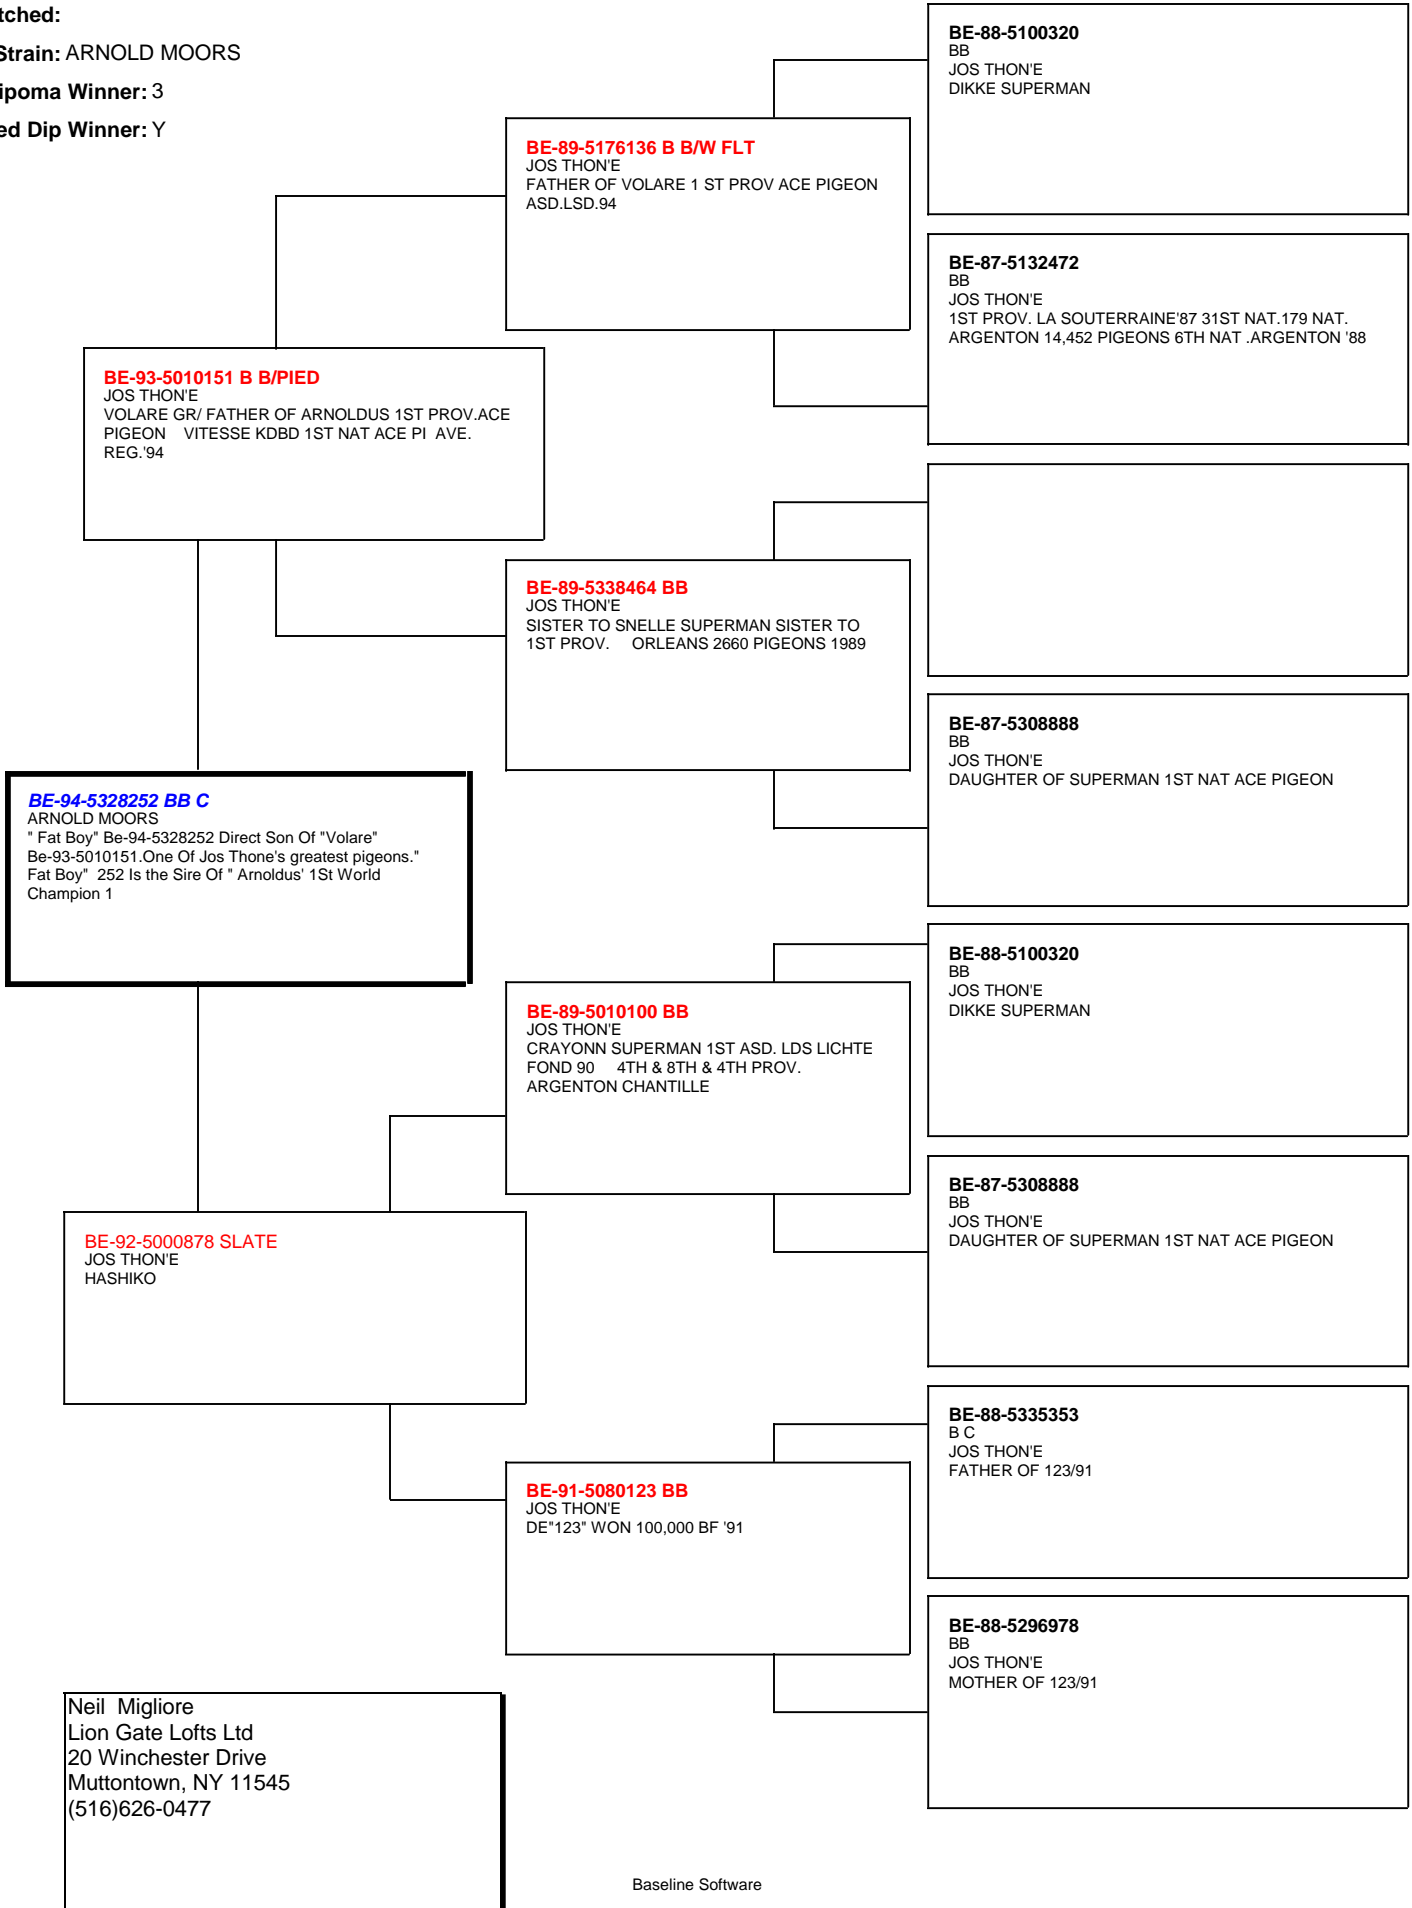 tched:
Strain: ARNOLD MOORS
ipoma Winner: 3
ed Dip Winner: Y
BE-88-5100320
BB
JOS THON'E
DIKKE SUPERMAN
BE-89-5176136 B B/W FLT
JOS THON'E
FATHER OF VOLARE 1 ST PROV ACE PIGEON
ASD.LSD.94
BE-87-5132472
BB
JOS THON'E
1ST PROV. LA SOUTERRAINE'87 31ST NAT.179 NAT.
ARGENTON 14,452 PIGEONS 6TH NAT .ARGENTON '88
BE-93-5010151 B B/PIED
JOS THON'E
VOLARE GR/ FATHER OF ARNOLDUS 1ST PROV.ACE
PIGEON VITESSE KDBD 1ST NAT ACE PI AVE.
REG.'94
BE-89-5338464 BB
JOS THON'E
SISTER TO SNELLE SUPERMAN SISTER TO
1ST PROV. ORLEANS 2660 PIGEONS 1989
BE-87-5308888
BB
JOS THON'E
DAUGHTER OF SUPERMAN 1ST NAT ACE PIGEON
BE-94-5328252 BB C
ARNOLD MOORS
" Fat Boy" Be-94-5328252 Direct Son Of "Volare"
Be-93-5010151.One Of Jos Thone's greatest pigeons."
Fat Boy" 252 Is the Sire Of " Arnoldus' 1St World
Champion 1
BE-88-5100320
BB
JOS THON'E
DIKKE SUPERMAN
BE-89-5010100 BB
JOS THON'E
CRAYONN SUPERMAN 1ST ASD. LDS LICHTE
FOND 90 4TH & 8TH & 4TH PROV.
ARGENTON CHANTILLE
BE-87-5308888
BB
JOS THON'E
DAUGHTER OF SUPERMAN 1ST NAT ACE PIGEON
BE-92-5000878 SLATE
JOS THON'E
HASHIKO
BE-88-5335353
B C
JOS THON'E
FATHER OF 123/91
BE-91-5080123 BB
JOS THON'E
DE"123" WON 100,000 BF '91
BE-88-5296978
BB
JOS THON'E
MOTHER OF 123/91
Neil Migliore
Lion Gate Lofts Ltd
20 Winchester Drive
Muttontown, NY 11545
(516)626-0477
Baseline Software